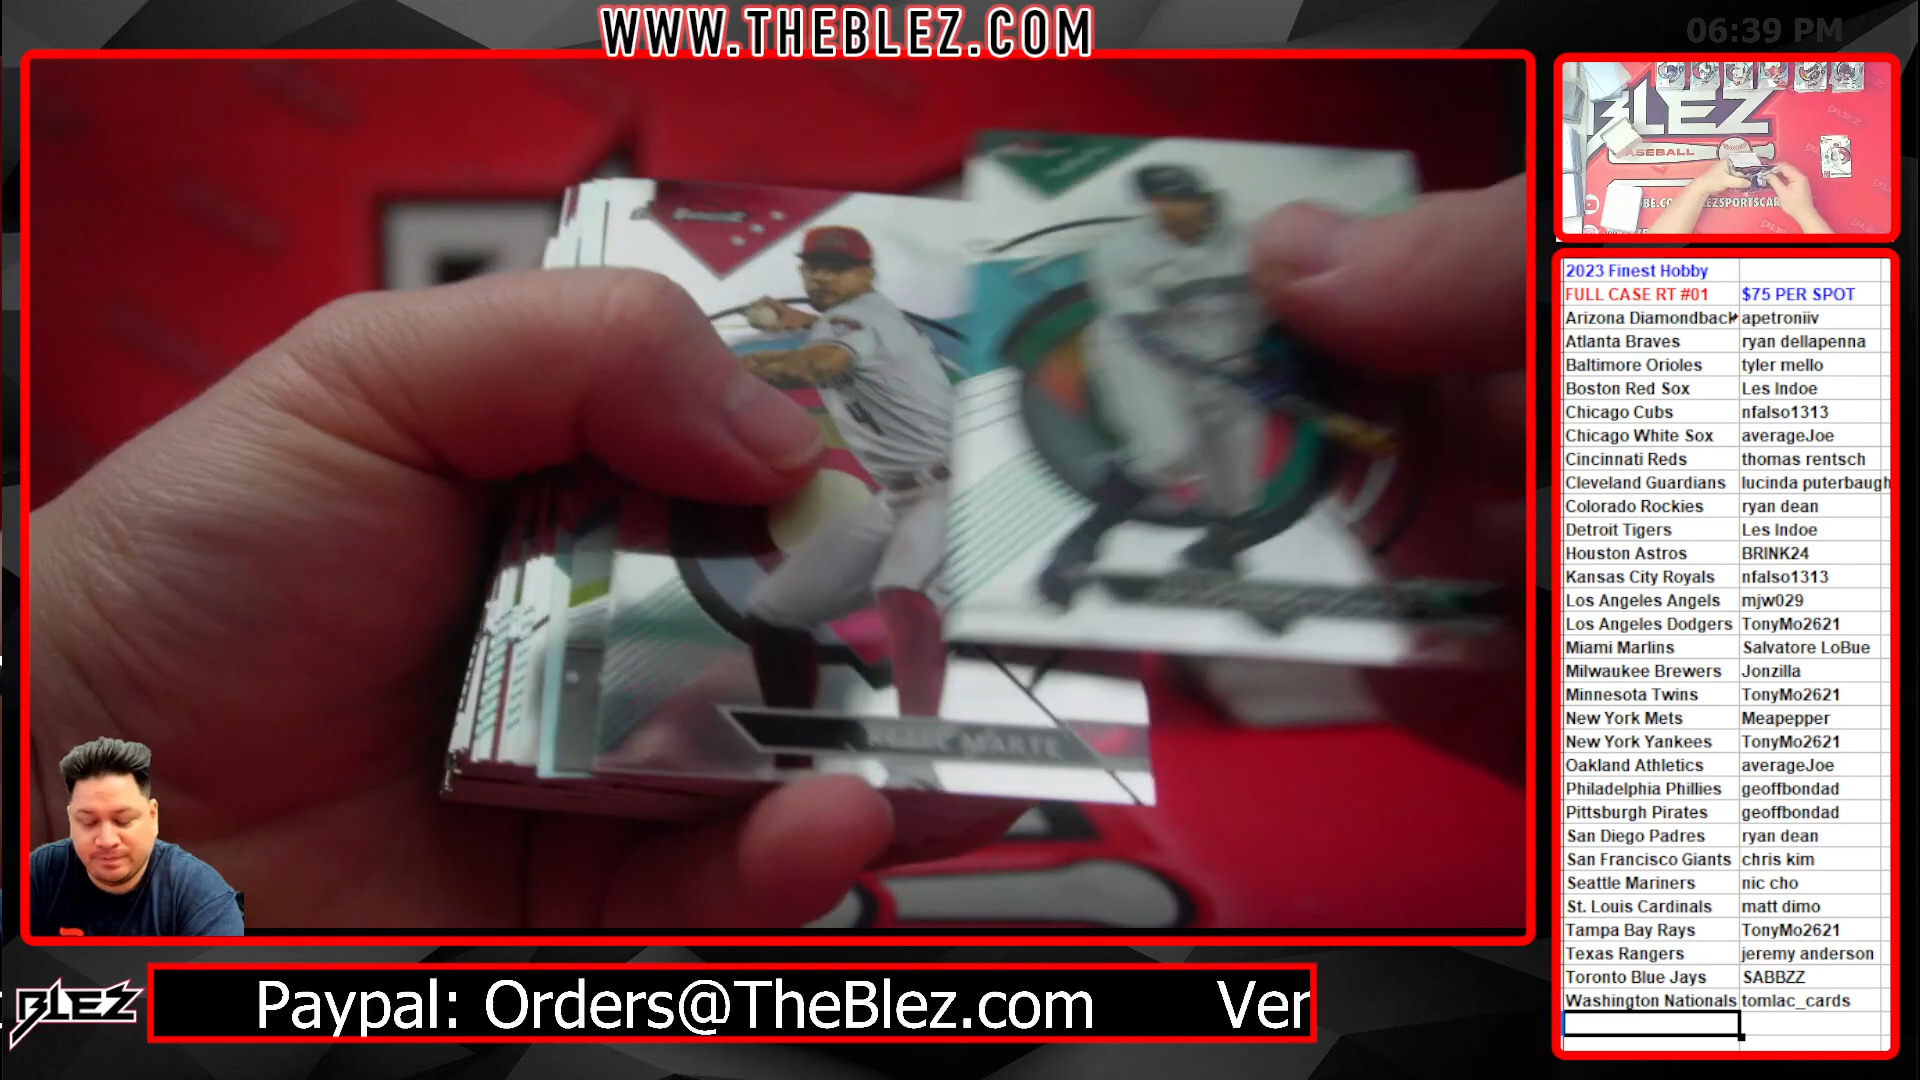 WWW.THEBLEZ.COM
06:39 PM
BLEZ
BASEBALL
2023 Finest Hobby
FULL CASE RT #01 $75 PER SPOT
Arizona Diamondback apetroniiv
Atlanta Braves ryan dellapenna
Baltimore Orioles tyler mello
Boston Red Sox Les Indoe
Chicago Cubs nfalso1313
Chicago White Sox averageJoe
Cincinnati Reds thomas rentsch
Cleveland Guardians lucinda puterbaugh
Colorado Rockies ryan dean
Detroit Tigers Les Indoe
Houston Astros BRINK24
Kansas City Royals nfalso1313
Los Angeles Angels mjw029
Los Angeles Dodgers TonyMo2621
Miami Marlins Salvatore LoBue
Milwaukee Brewers Jonzilla
Minnesota Twins TonyMo2621
New York Mets Meapepper
New York Yankees TonyMo2621
Oakland Athletics averageJoe
Philadelphia Phillies geoffbondad
Pittsburgh Pirates geoffbondad
San Diego Padres ryan dean
San Francisco Giants chris kim
Seattle Mariners nic cho
St. Louis Cardinals matt dimo
Tampa Bay Rays TonyMo2621
Texas Rangers jeremy anderson
Toronto Blue Jays SABBZZ
Washington Nationals tomlac_cards
MARTE
BLEZ
Paypal: Orders@TheBlez.com Ver